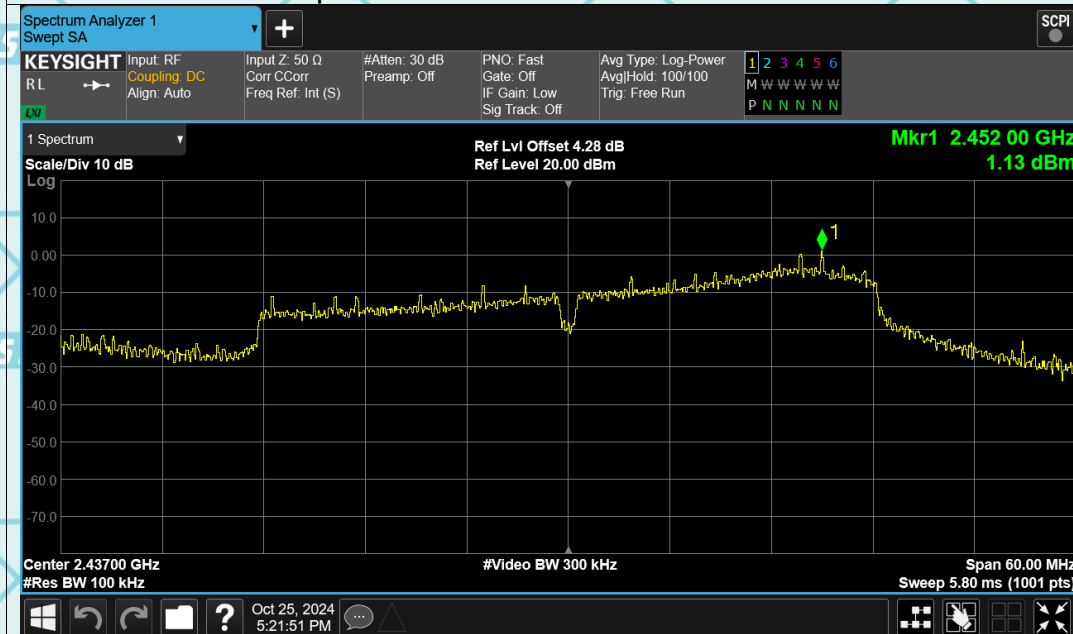 Spectrum Analyzer 1
Swept SA
+
SCPI
KEYSIGHT
RL
LXI
Input: RF
Coupling: DC
Align: Auto
Input Z: 50 Ω
Corr CCorr
Freq Ref: Int (S)
#Atten: 30 dB
Preamp: Off
PNO: Fast
Gate: Off
IF Gain: Low
Sig Track: Off
Avg Type: Log-Power
Avg|Hold: 100/100
Trig: Free Run
1 2 3 4 5 6
M W W W W W
P N N N N N
1 Spectrum
Scale/Div 10 dB
Ref Lvl Offset 4.28 dB
Ref Level 20.00 dBm
Mkr1 2.452 00 GHz
1.13 dBm
Log
10.0
0.00
-10.0
-20.0
-30.0
-40.0
-50.0
-60.0
-70.0
1
Center 2.43700 GHz
#Res BW 100 kHz
#Video BW 300 kHz
Span 60.00 MHz
Sweep 5.80 ms (1001 pts)
?
Oct 25, 2024
5:21:51 PM